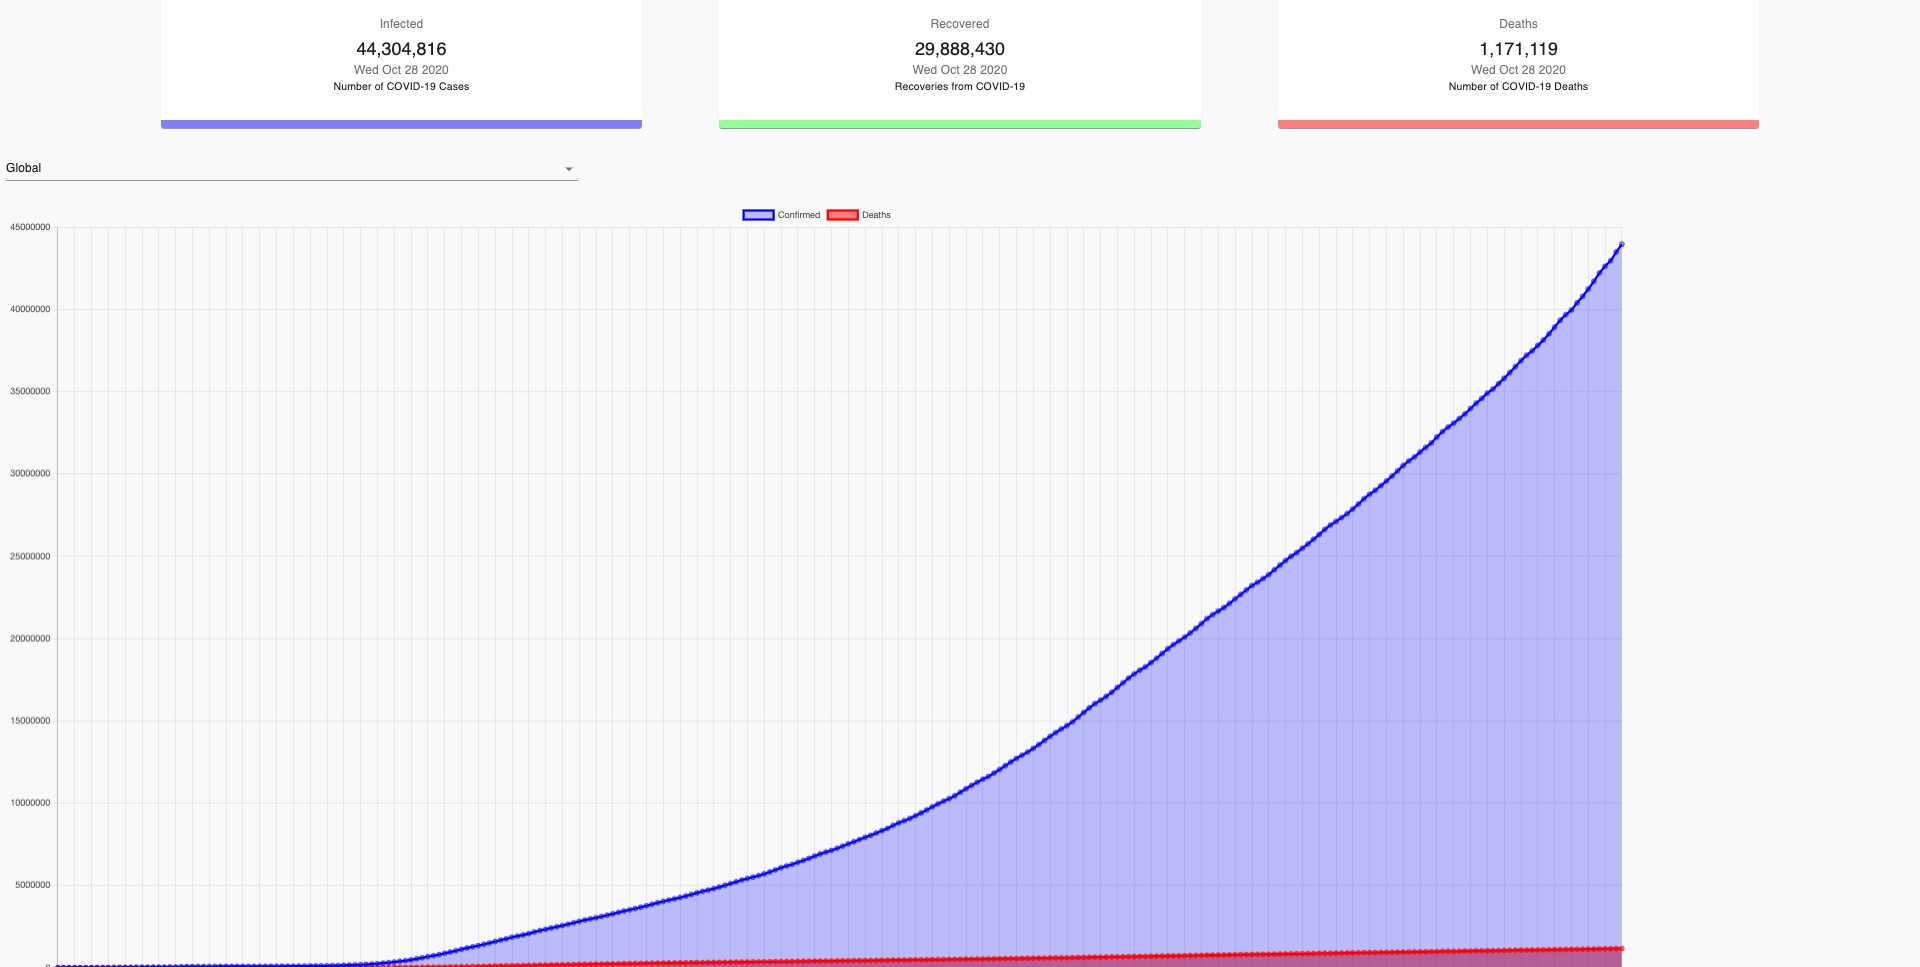 Infected
44,304,816
Wed Oct 28 2020
Number of COVID-19 Cases
Recovered
29,888,430
Wed Oct 28 2020
Recoveries from COVID-19
Deaths
1,171,119
Wed Oct 28 2020
Number of COVID-19 Deaths
Global
Confirmed Deaths
45000000
40000000
35000000
30000000
25000000
20000000
15000000
10000000
5000000
0